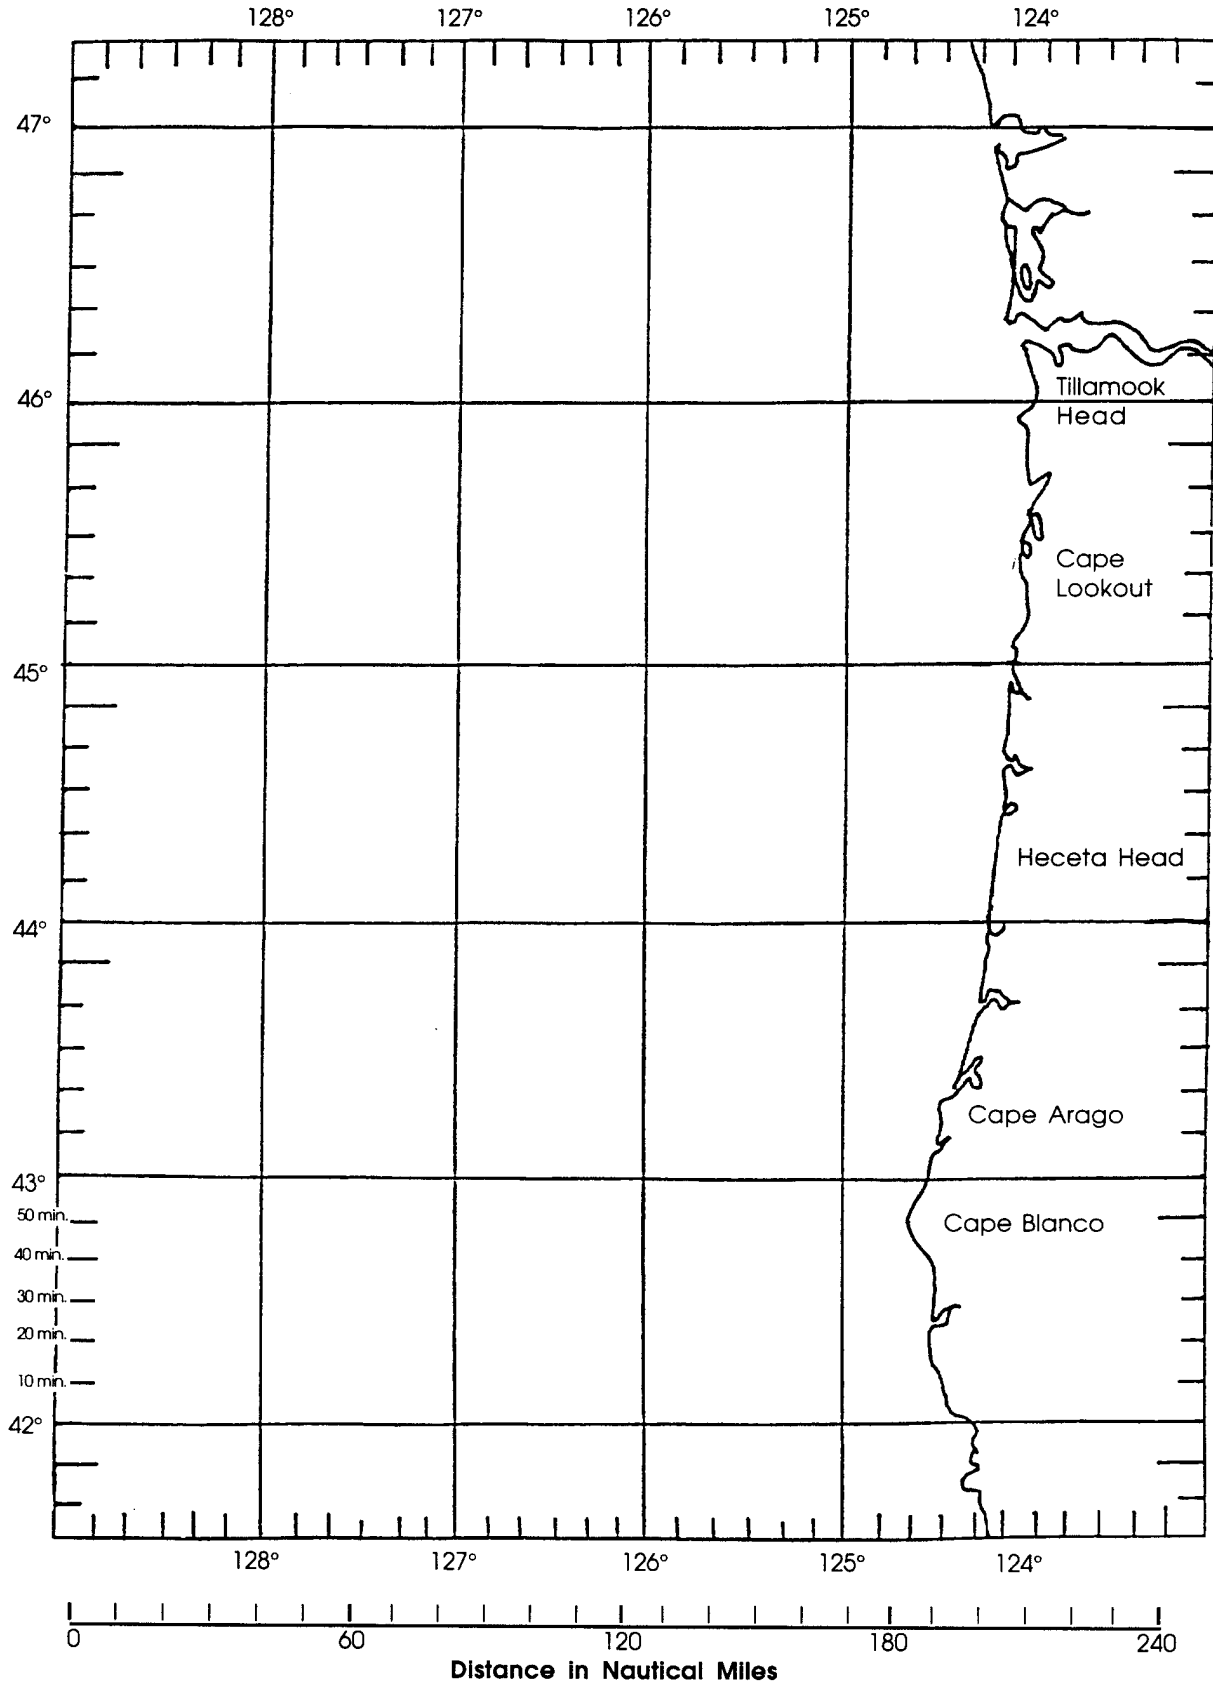 128° 127° 126° 125° 124°
47°
46°
Tillamook
Head
Cape
Lookout
45°
Heceta Head
44°
Cape Arago
43°
50 min.
Cape Blanco
40 min.
30 min.
20 min.
10 min.
42°
128° 127° 126° 125° 124°
0 60 120 180 240
Distance in Nautical Miles